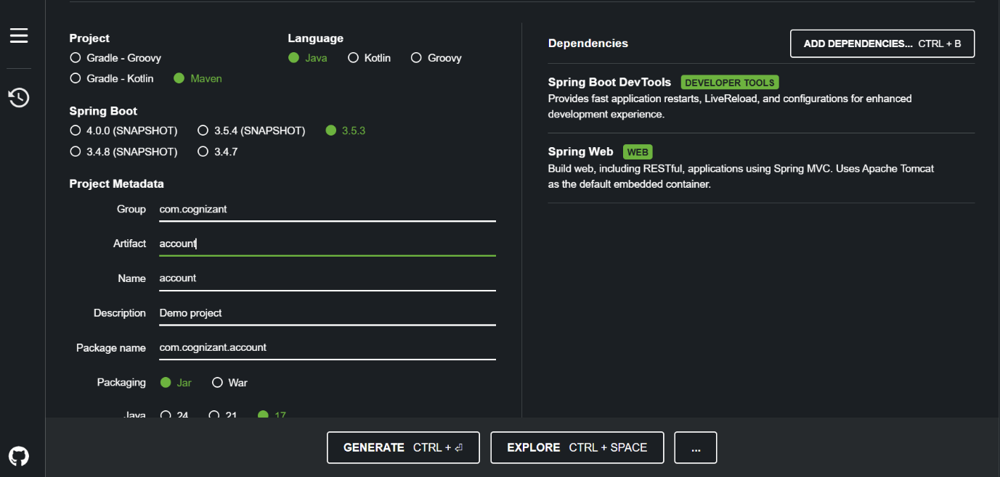 Project
Gradle - Groovy
Gradle - Kotlin
Maven
Language
Java
Kotlin
Groovy
Spring Boot
4.0.0 (SNAPSHOT)
3.5.4 (SNAPSHOT)
3.5.3
3.4.8 (SNAPSHOT)
3.4.7
Project Metadata
Group com.cognizant
Artifact account
Name account
Description Demo project
Package name com.cognizant.account
Packaging Jar War
Java 24 21 17
Dependencies
ADD DEPENDENCIES... CTRL + B
Spring Boot DevTools DEVELOPER TOOLS
Provides fast application restarts, LiveReload, and configurations for enhanced
development experience.
Spring Web WEB
Build web, including RESTful, applications using Spring MVC. Uses Apache Tomcat
as the default embedded container.
GENERATE CTRL + ⏎
EXPLORE CTRL + SPACE
...